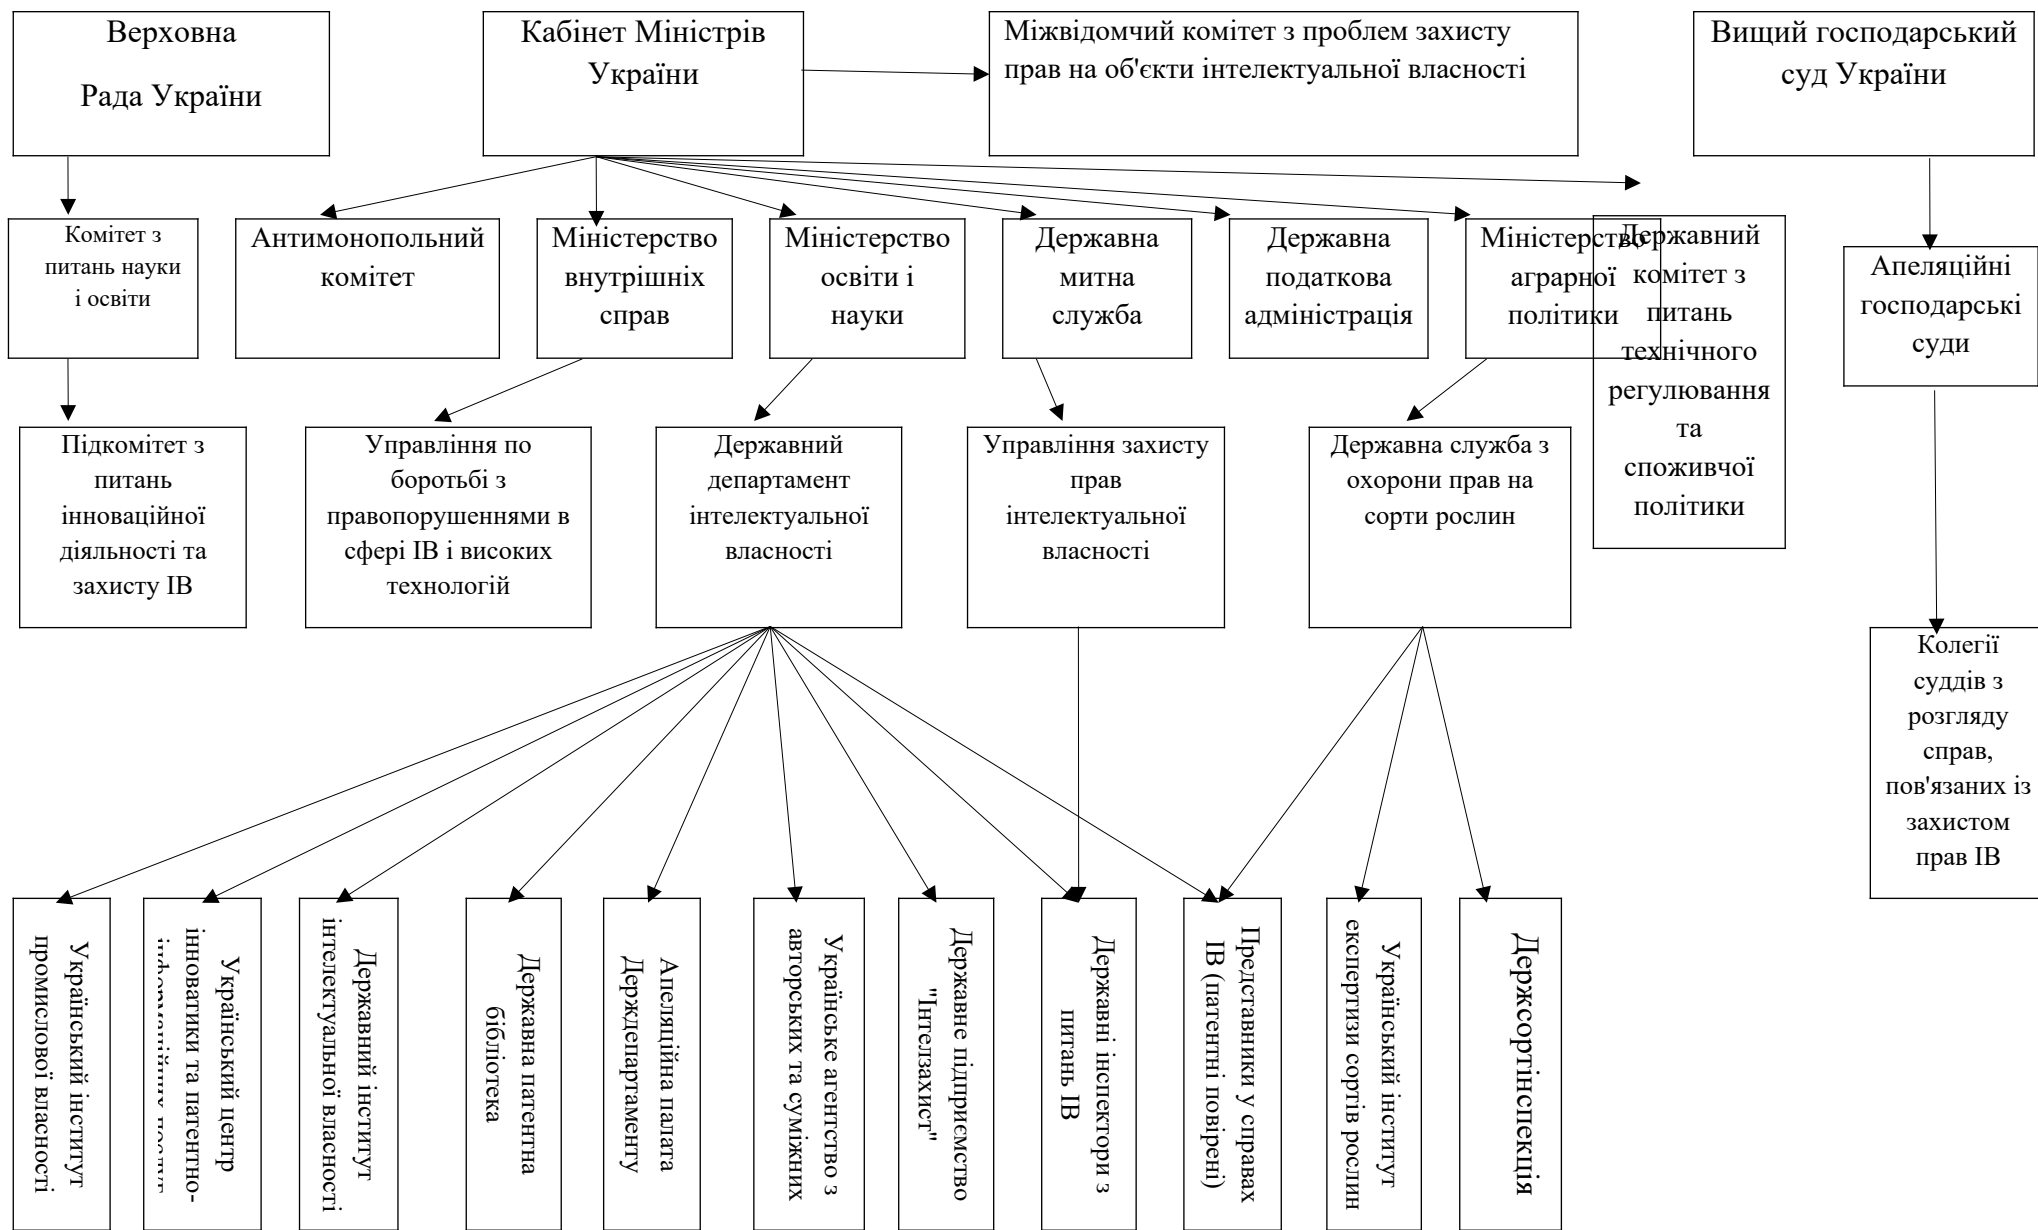 Верховна
Рада України
Кабінет Міністрів
України
Міжвідомчий комітет з проблем захисту
прав на об'єкти інтелектуальної власності
Вищий господарський
суд України
Комітет з
питань науки
і освіти
Антимонопольний
комітет
Міністерство
внутрішніх
справ
Міністерство
освіти і
науки
Державна
митна
служба
Державна
податкова
адміністрація
Міністерство
аграрної
політики
Державний
комітет з
питань
технічного
регулювання
та
споживчої
політики
Апеляційні
господарські
суди
Підкомітет з
питань
інноваційної
діяльності та
захисту ІВ
Управління по
боротьбі з
правопорушеннями в
сфері ІВ і високих
технологій
Державний
департамент
інтелектуальної
власності
Управління захисту
прав
інтелектуальної
власності
Державна служба з
охорони прав на
сорти рослин
Колегії
суддів з
розгляду
справ,
пов'язаних із
захистом
прав ІВ
Український інститут
промислової власності
Український центр
інноватики та патентно-
Державний інститут
інтелектуальної власності
Державна патентна
бібліотека
Апеляційна палата
Держдепартаменту
Українське агентство з
авторських та суміжних
Державне підприємство
"Інтелзахист"
Державні інспектори з
питань ІВ
Представники у справах
ІВ (патентні повірені)
Український інститут
експертизи сортів рослин
Держсортінспекція